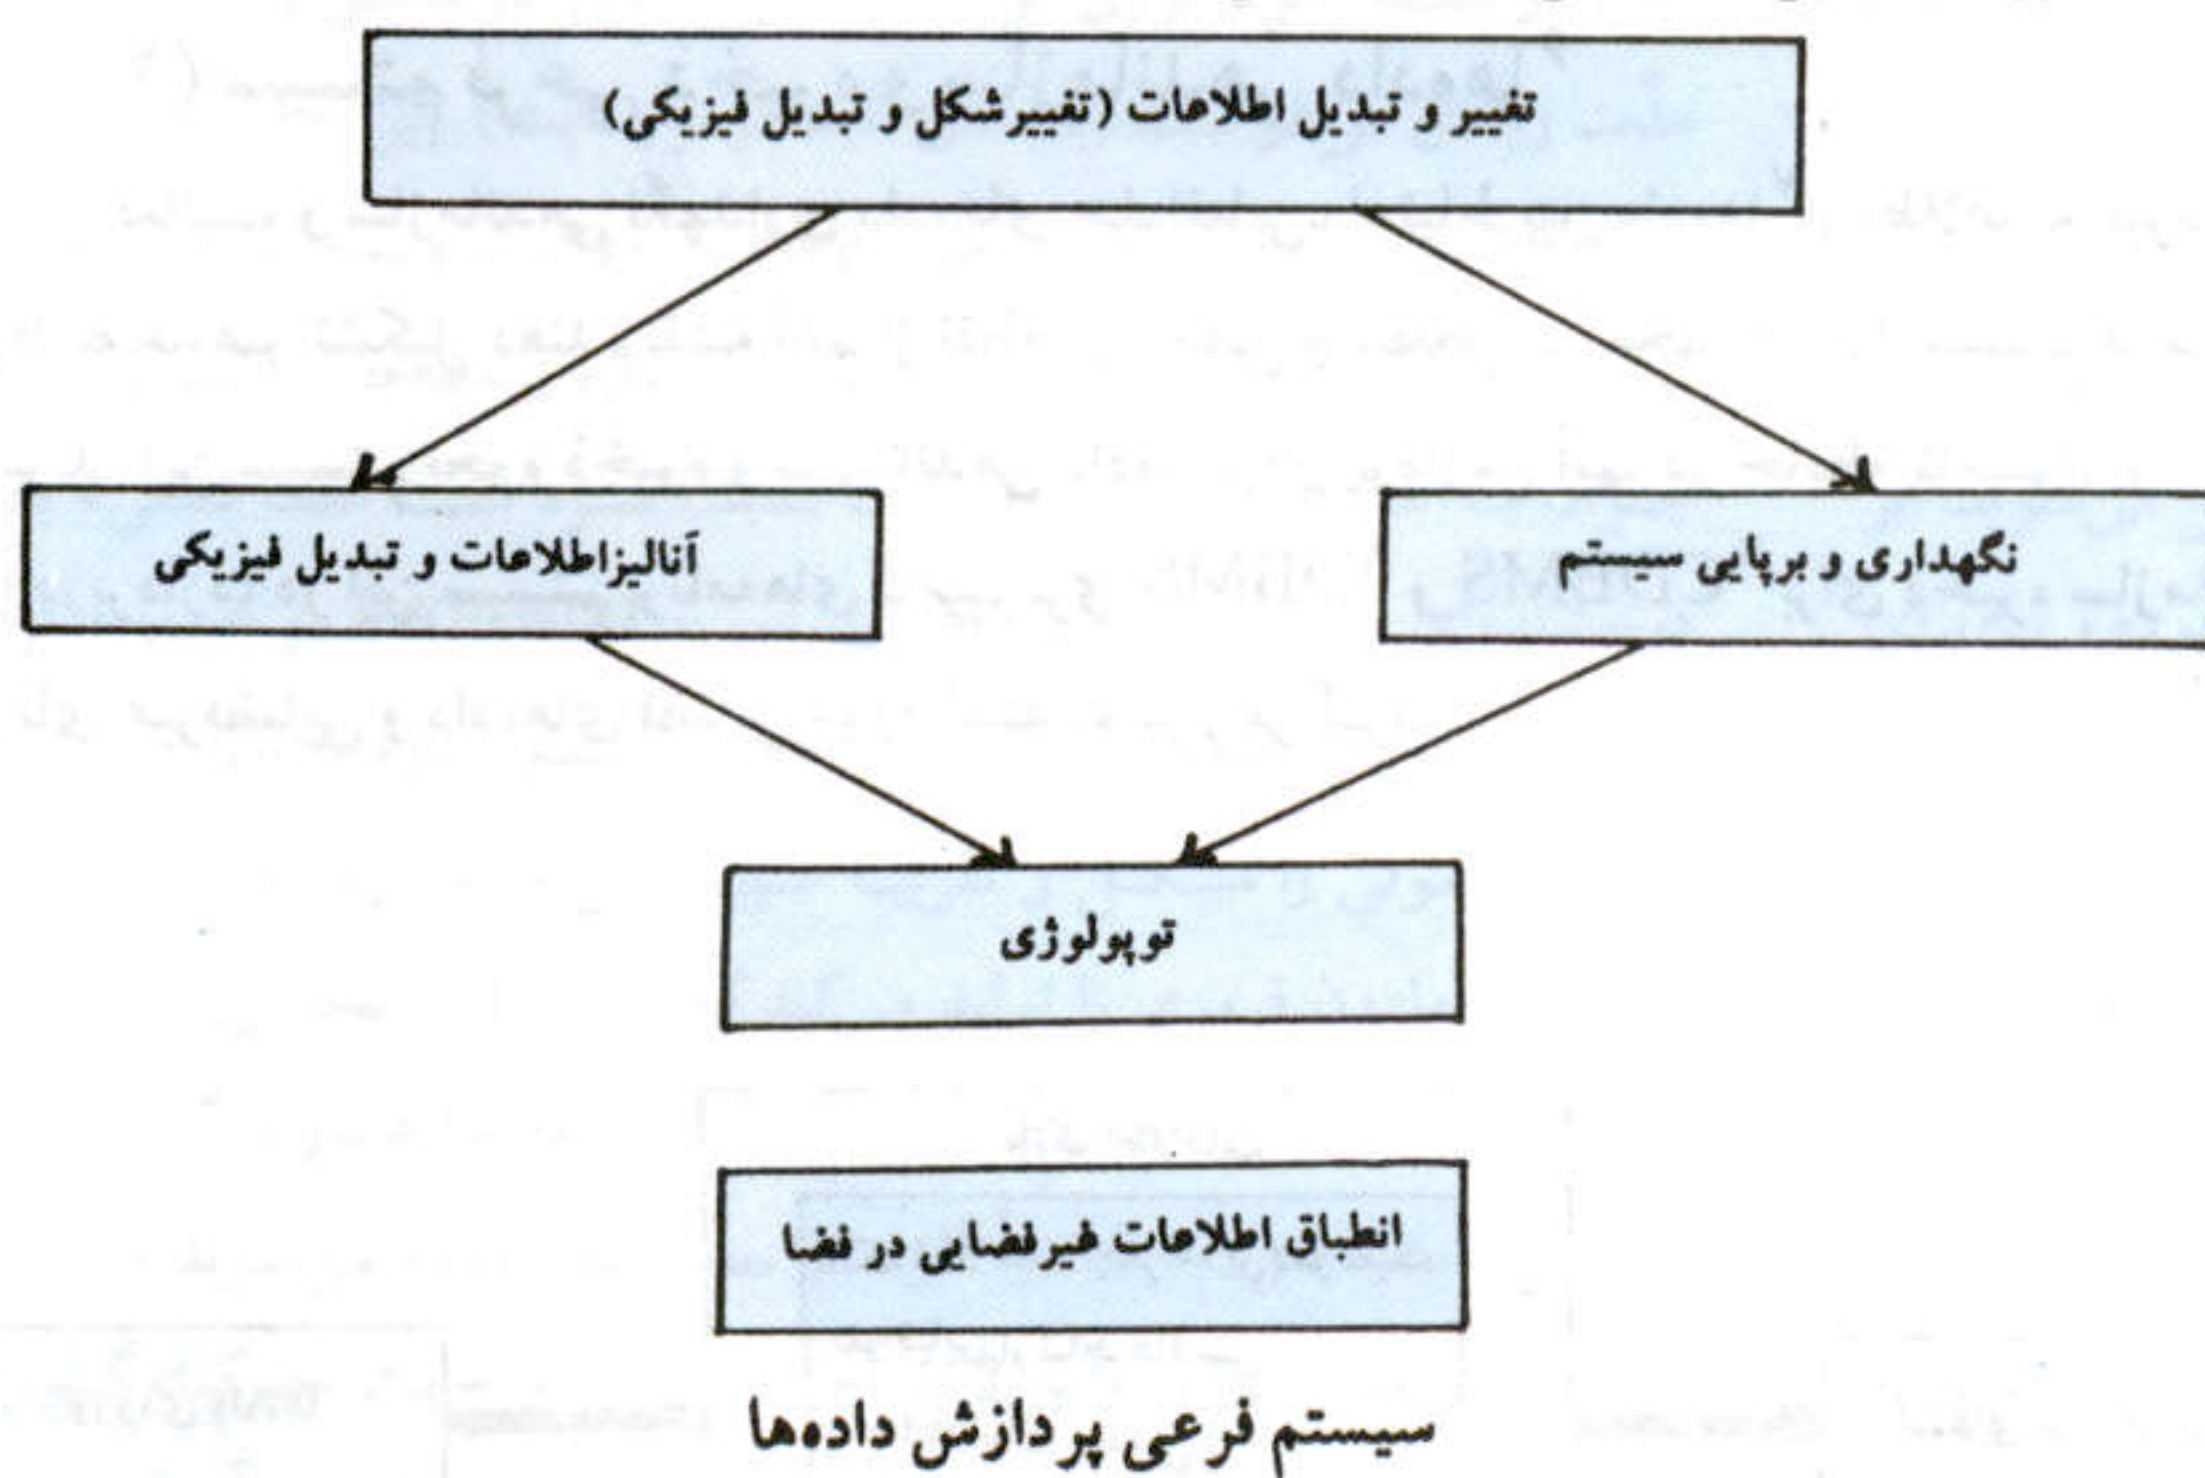 تغییر و تبدیل اطلاعات (تغییرشکل و تبدیل فیزیکی)
نگهداری و برپایی سیستم
آنالیزاطلاعات و تبدیل فیزیکی
توپولوژی
انطباق اطلاعات غیرفضایی در فضا
سیستم فرعی پردازش داده‌ها